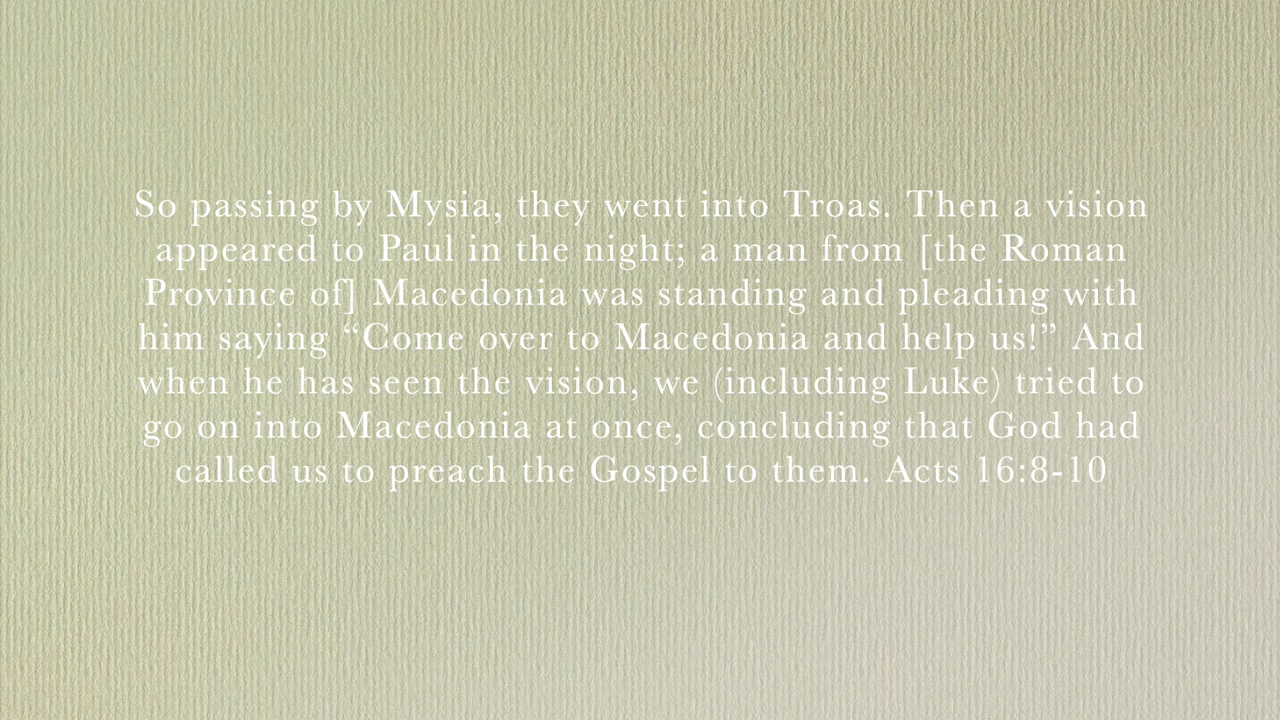 So passing by Mysia, they went into Troas. Then a vision
appeared to Paul in the night; a man from [the Roman
Province of] Macedonia was standing and pleading with
him saying “Come over to Macedonia and help us!” And
when he has seen the vision, we (including Luke) tried to
go on into Macedonia at once, concluding that God had
called us to preach the Gospel to them. Acts 16:8-10